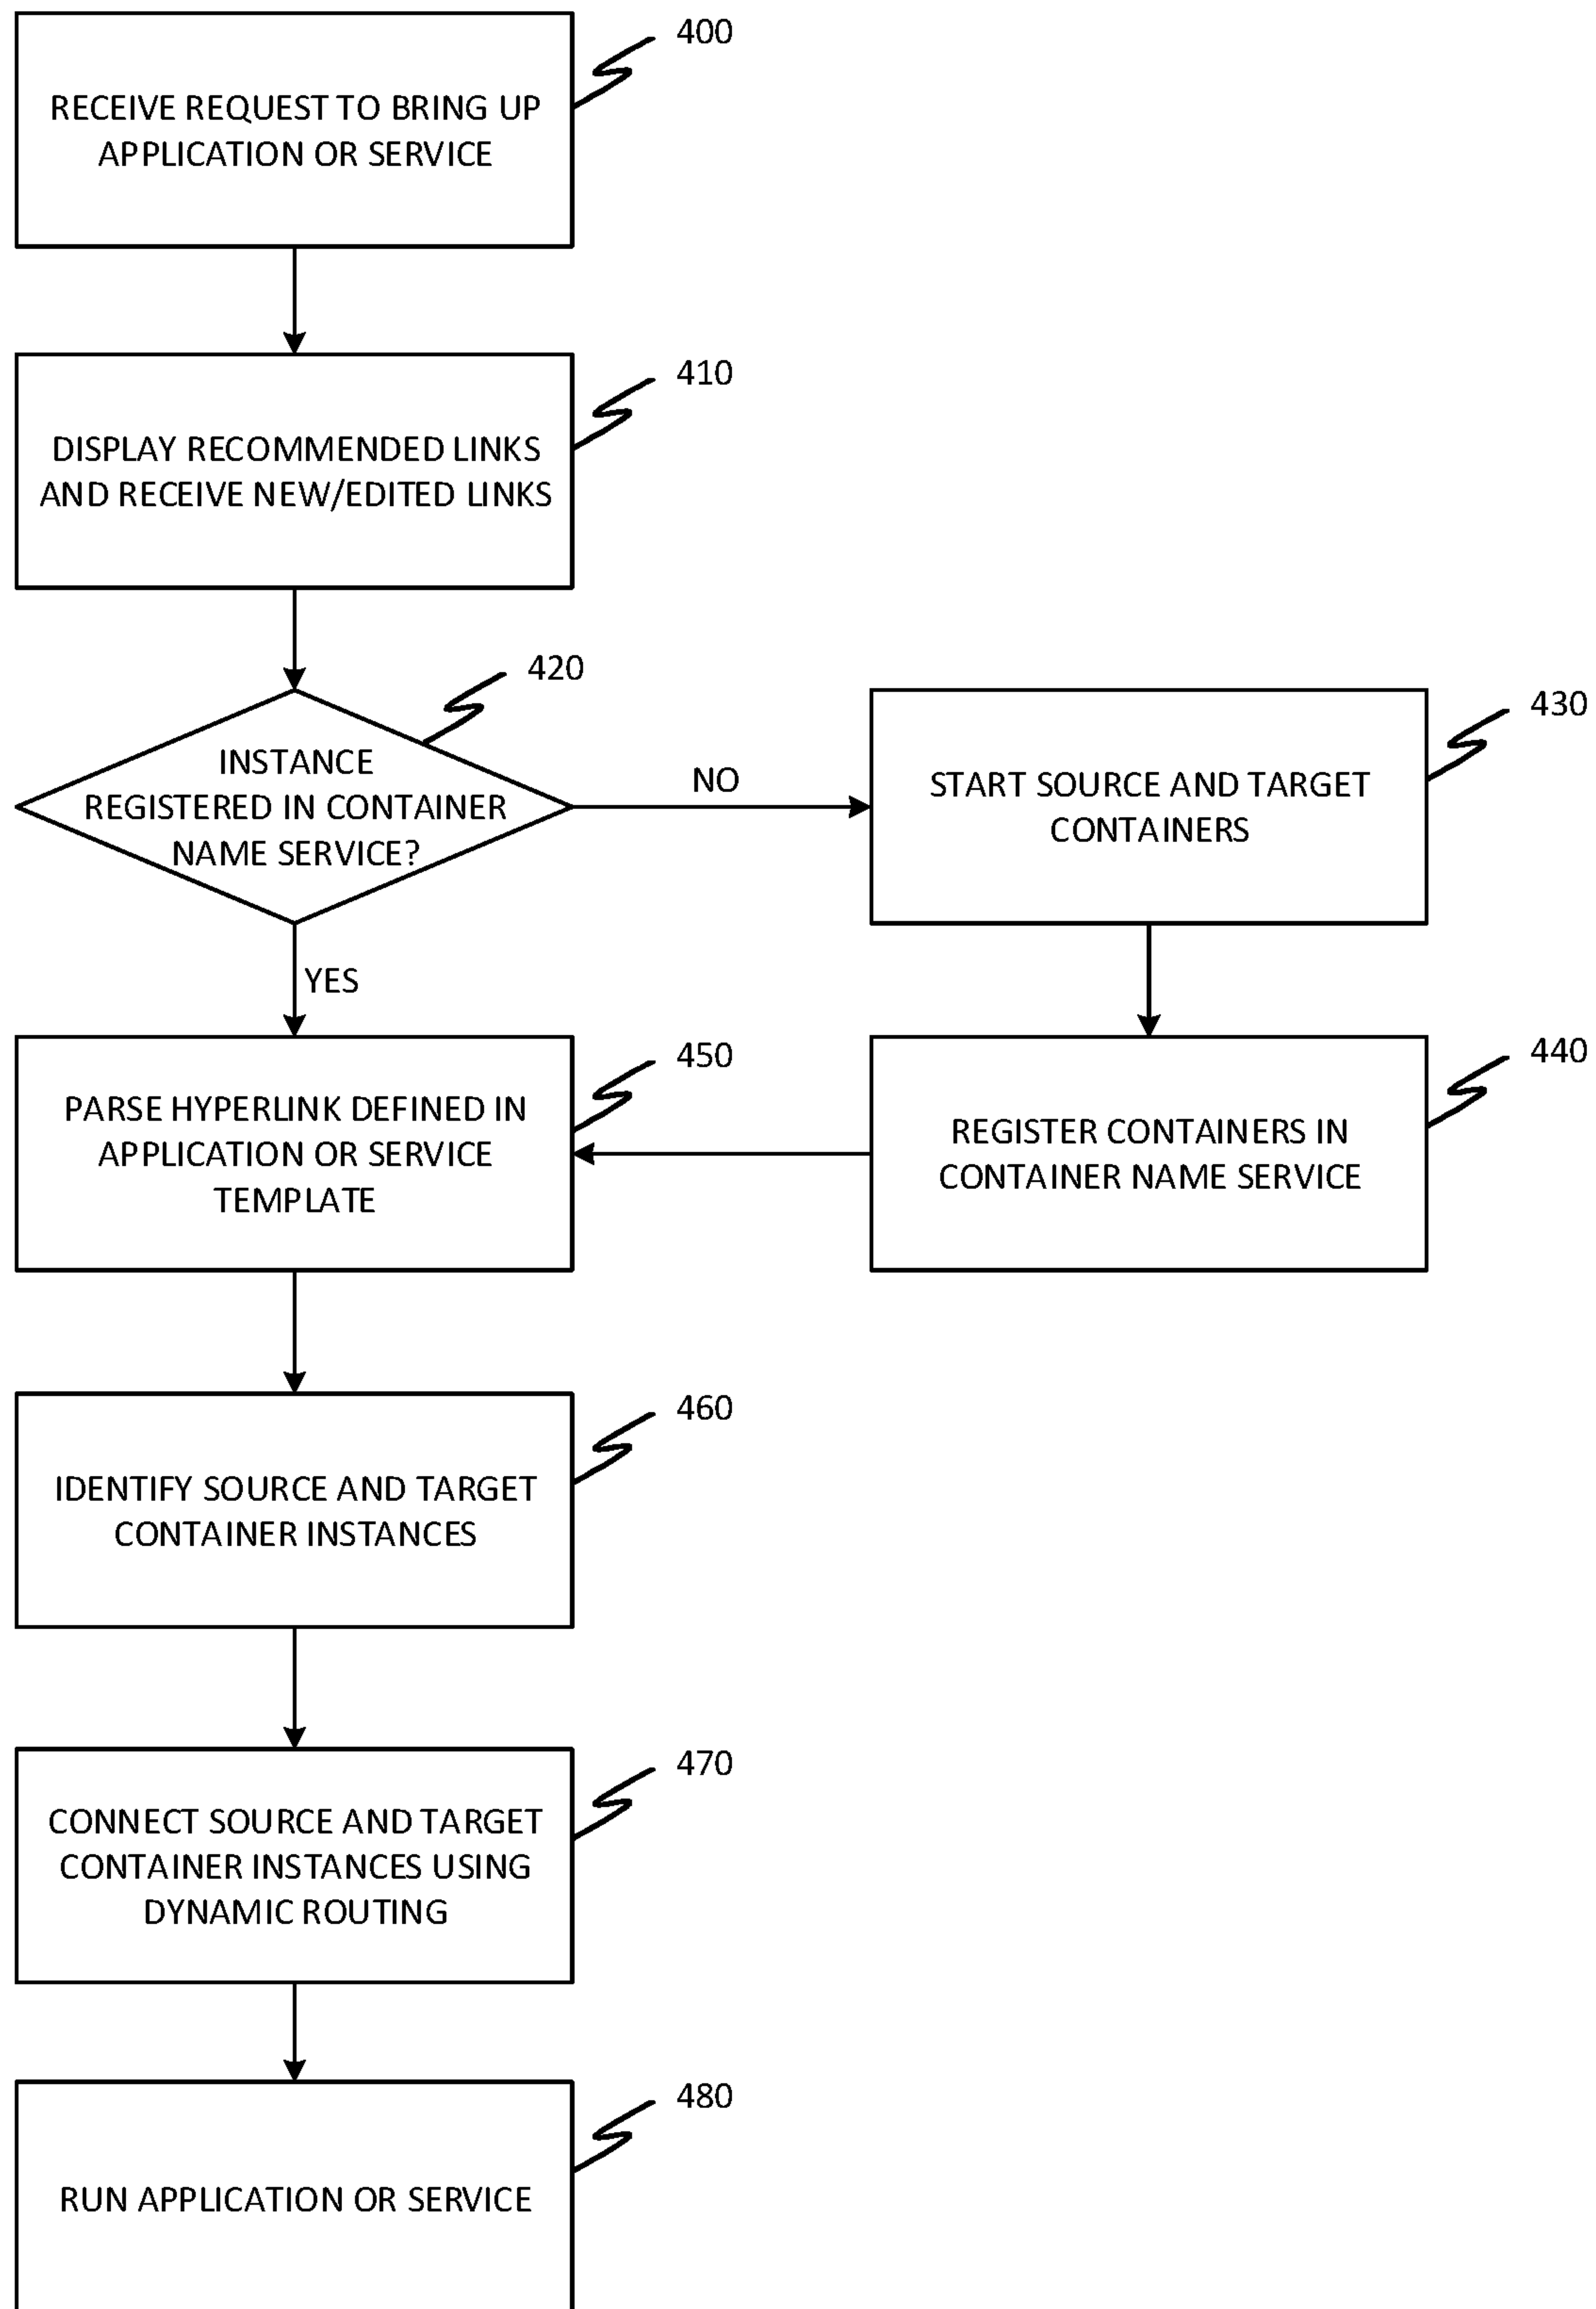 400
RECEIVE REQUEST TO BRING UP
APPLICATION OR SERVICE
410
DISPLAY RECOMMENDED LINKS
AND RECEIVE NEW/EDITED LINKS
420
INSTANCE
REGISTERED IN CONTAINER
NAME SERVICE?
NO
430
START SOURCE AND TARGET
CONTAINERS
YES
450
PARSE HYPERLINK DEFINED IN
APPLICATION OR SERVICE
TEMPLATE
440
REGISTER CONTAINERS IN
CONTAINER NAME SERVICE
460
IDENTIFY SOURCE AND TARGET
CONTAINER INSTANCES
470
CONNECT SOURCE AND TARGET
CONTAINER INSTANCES USING
DYNAMIC ROUTING
480
RUN APPLICATION OR SERVICE